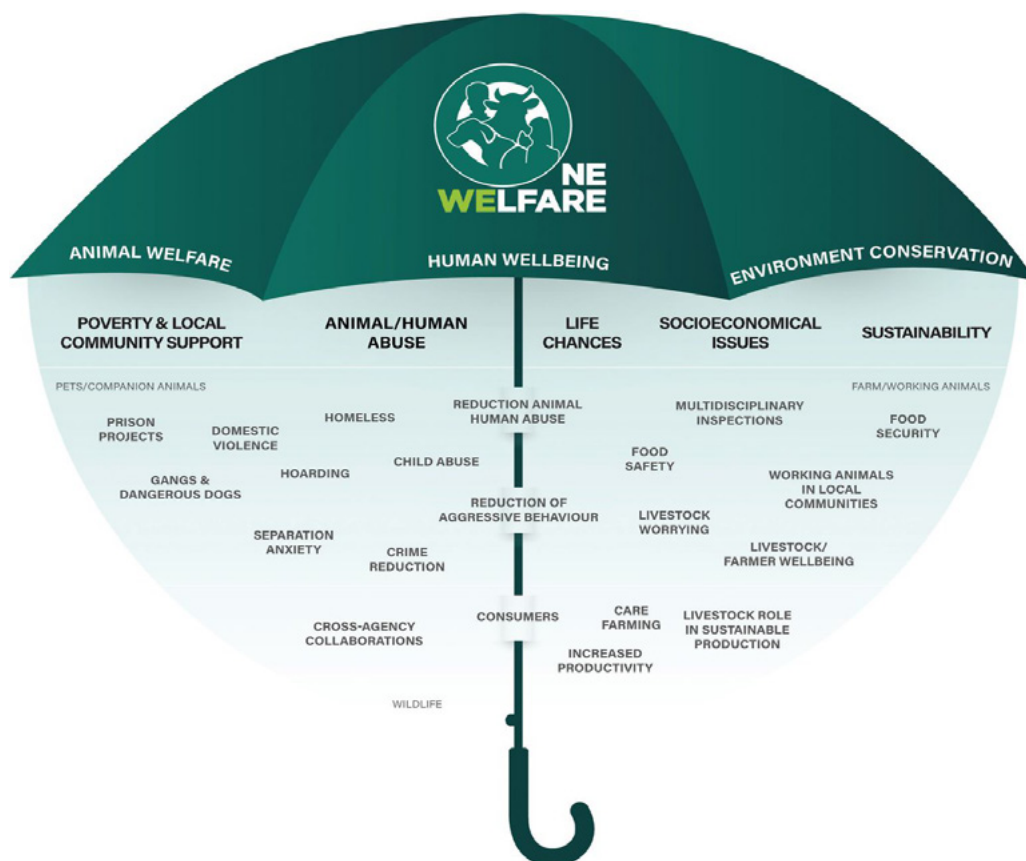 ONE
WELFARE
ANIMAL WELFARE
HUMAN WELLBEING
ENVIRONMENT CONSERVATION
POVERTY & LOCAL
COMMUNITY SUPPORT
ANIMAL/HUMAN
ABUSE
LIFE
CHANCES
SOCIOECONOMICAL
ISSUES
SUSTAINABILITY
PETS/COMPANION ANIMALS
FARM/WORKING ANIMALS
PRISON
PROJECTS
DOMESTIC
VIOLENCE
HOMELESS
REDUCTION ANIMAL
HUMAN ABUSE
MULTIDISCIPLINARY
INSPECTIONS
FOOD
SECURITY
GANGS &
DANGEROUS DOGS
HOARDING
CHILD ABUSE
FOOD
SAFETY
WORKING ANIMALS
IN LOCAL
COMMUNITIES
SEPARATION
ANXIETY
CRIME
REDUCTION
REDUCTION OF
AGGRESSIVE BEHAVIOUR
LIVESTOCK
WORRYING
LIVESTOCK/
FARMER WELLBEING
CROSS-AGENCY
COLLABORATIONS
CONSUMERS
CARE
FARMING
LIVESTOCK ROLE
IN SUSTAINABLE
PRODUCTION
INCREASED
PRODUCTIVITY
WILDLIFE